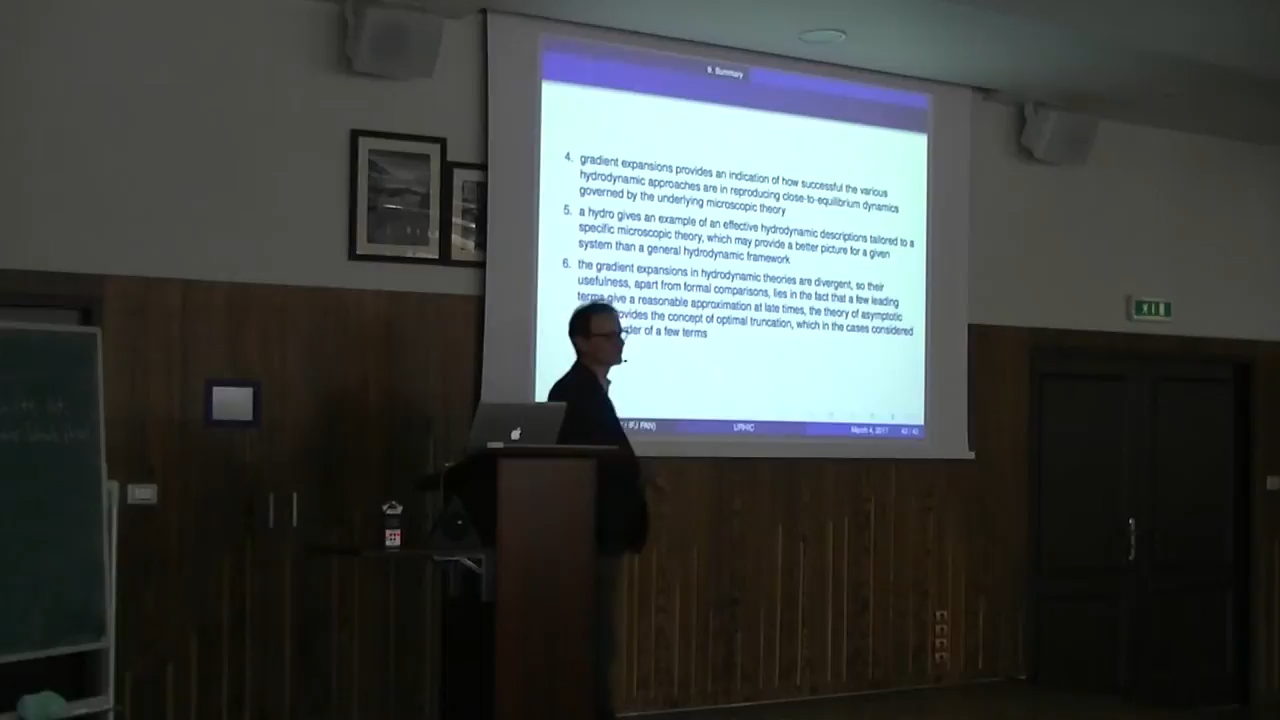 9. Summary
4. gradient expansions provides an indication of how successful the various
hydrodynamic approaches are in reproducing close-to-equilibrium dynamics
governed by the underlying microscopic theory
5. a hydro gives an example of an effective hydrodynamic descriptions tailored to a
specific microscopic theory, which may provide a better picture for a given
system than a general hydrodynamic framework
6. the gradient expansions in hydrodynamic theories are divergent, so their
usefulness, apart from formal comparisons, lies in the fact that a few leading
terms give a reasonable approximation at late times, the theory of asymptotic
provides the concept of optimal truncation, which in the cases considered
order of a few terms
(IFJ PAN)
URHIC
March 4, 2017